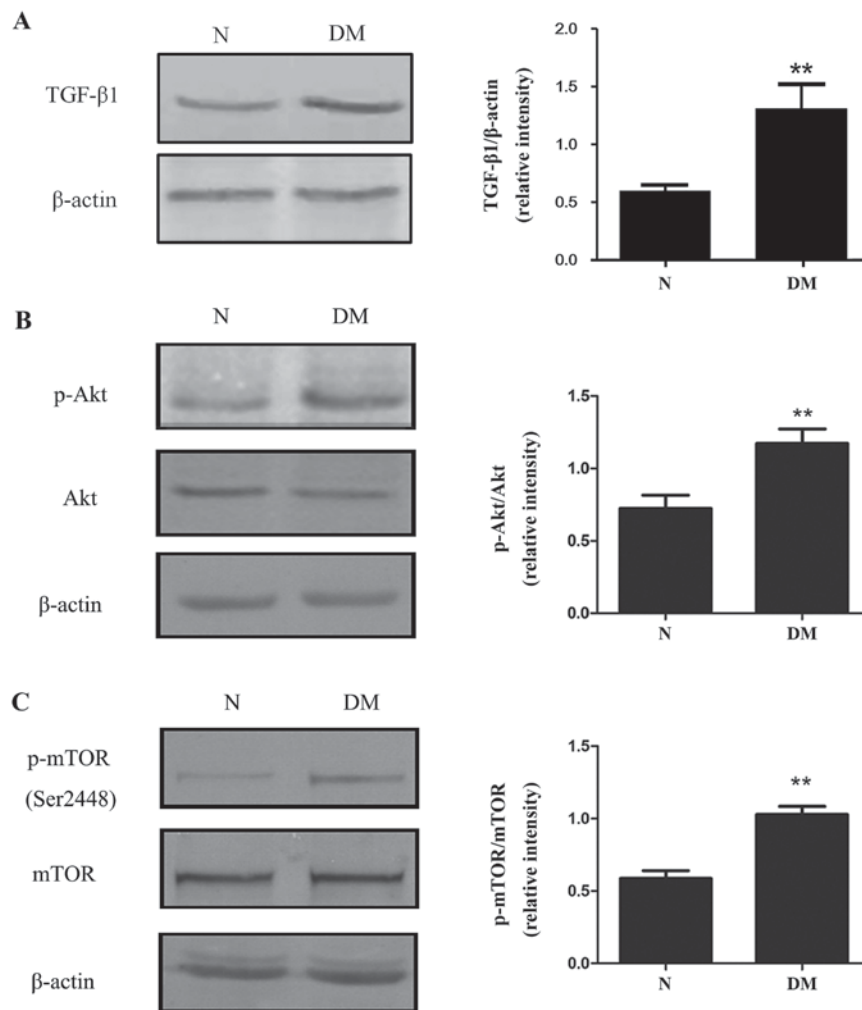 A
N DM
TGF-β1
β-actin
TGF-β1/β-actin
(relative intensity)
2.0
1.5
1.0
0.5
0.0
**
N DM
B
N DM
p-Akt
Akt
β-actin
p-Akt/Akt
(relative intensity)
1.5
1.0
0.5
0.0
**
N DM
C
N DM
p-mTOR
(Ser2448)
mTOR
β-actin
p-mTOR/mTOR
(relative intensity)
1.5
1.0
0.5
0.0
**
N DM